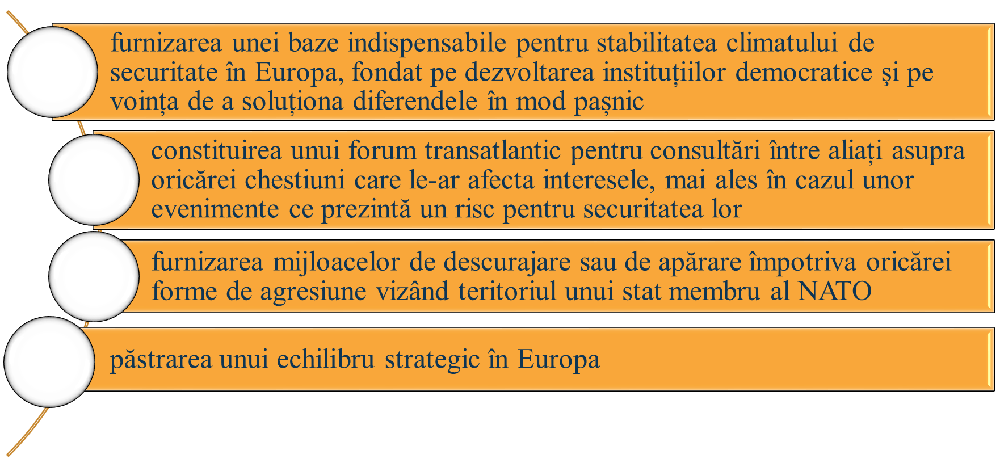 furnizarea unei baze indispensabile pentru stabilitatea climatului de
securitate în Europa, fondat pe dezvoltarea instituțiilor democratice şi pe
voința de a soluționa diferendele în mod pașnic
constituirea unui forum transatlantic pentru consultări între aliați asupra
oricărei chestiuni care le-ar afecta interesele, mai ales în cazul unor
evenimente ce prezintă un risc pentru securitatea lor
furnizarea mijloacelor de descurajare sau de apărare împotriva oricărei
forme de agresiune vizând teritoriul unui stat membru al NATO
păstrarea unui echilibru strategic în Europa